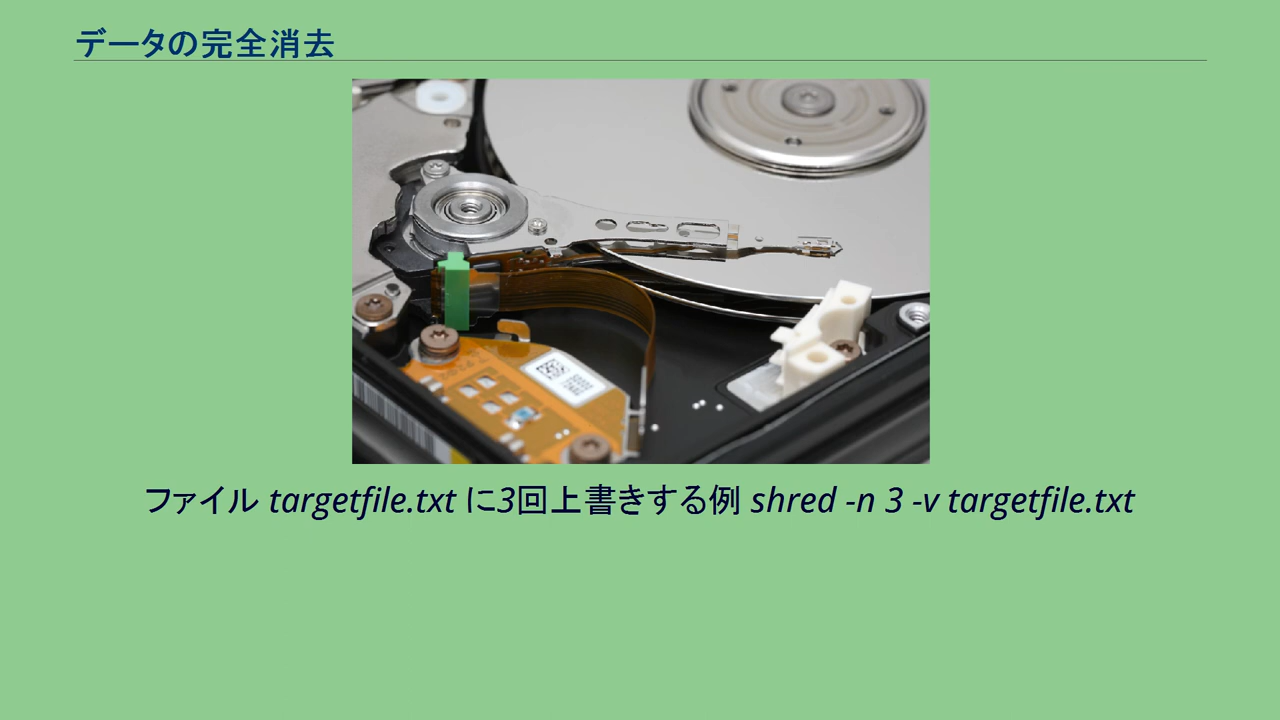 データの完全消去
ファイル targetfile.txt に3回上書きする例 shred -n 3 -v targetfile.txt